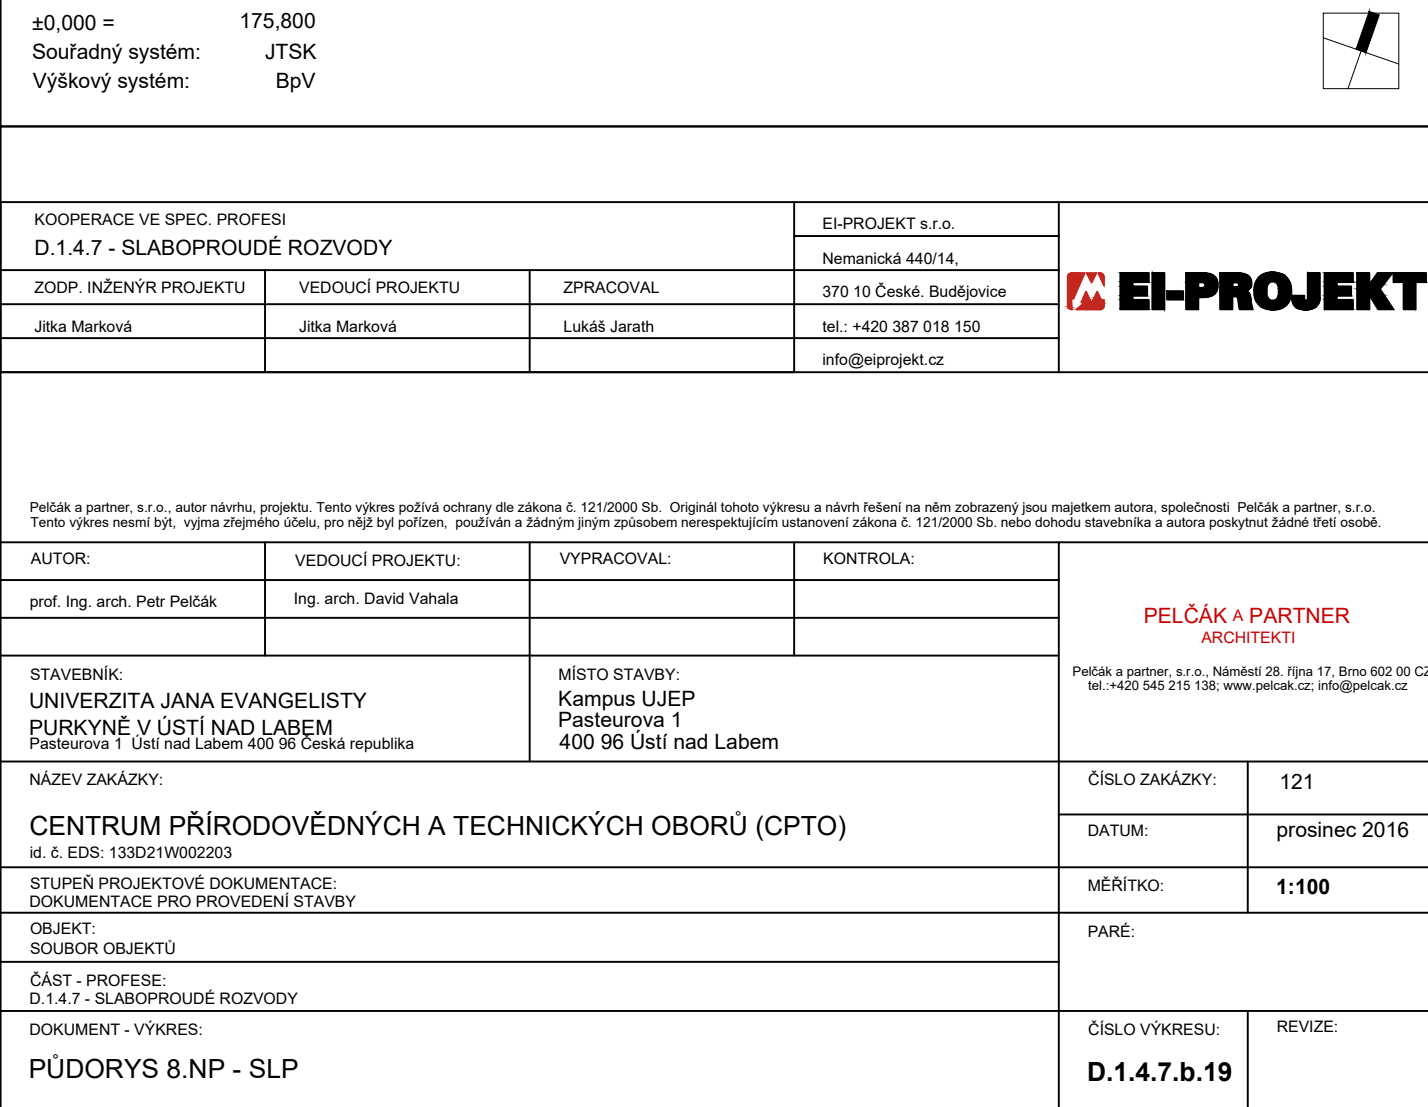 ±0,000 = 175,800
Souřadný systém: JTSK
Výškový systém: BpV
KOOPERACE VE SPEC. PROFESI
D.1.4.7 - SLABOPROUDÉ ROZVODY
ZODP. INŽENÝR PROJEKTU VEDOUCÍ PROJEKTU ZPRACOVAL
Jitka Marková Jitka Marková Lukáš Jarath
EI-PROJEKT s.r.o.
Nemanická 440/14,
370 10 České. Budějovice
tel.: +420 387 018 150
info@eiprojekt.cz
EI-PROJEKT
Pelčák a partner, s.r.o., autor návrhu, projektu. Tento výkres požívá ochrany dle zákona č. 121/2000 Sb. Originál tohoto výkresu a návrh řešení na něm zobrazený jsou majetkem autora, společnosti Pelčák a partner, s.r.o.
Tento výkres nesmí být, vyjma zřejmého účelu, pro nějž byl pořízen, používán a žádným jiným způsobem nerespektujícím ustanovení zákona č. 121/2000 Sb. nebo dohodu stavebníka a autora poskytnut žádné třetí osobě.
AUTOR: VEDOUCÍ PROJEKTU: VYPRACOVAL: KONTROLA:
prof. Ing. arch. Petr Pelčák Ing. arch. David Vahala
PELČÁK A PARTNER
ARCHITEKTI
Pelčák a partner, s.r.o., Náměstí 28. října 17, Brno 602 00 CZ
tel.:+420 545 215 138; www.pelcak.cz; info@pelcak.cz
STAVEBNÍK:
UNIVERZITA JANA EVANGELISTY
PURKYNĚ V ÚSTÍ NAD LABEM
Pasteurova 1 Ústí nad Labem 400 96 Česká republika
MÍSTO STAVBY:
Kampus UJEP
Pasteurova 1
400 96 Ústí nad Labem
NÁZEV ZAKÁZKY:
CENTRUM PŘÍRODOVĚDNÝCH A TECHNICKÝCH OBORŮ (CPTO)
id. č. EDS: 133D21W002203
ČÍSLO ZAKÁZKY: 121
DATUM: prosinec 2016
STUPEŇ PROJEKTOVÉ DOKUMENTACE:
DOKUMENTACE PRO PROVEDENÍ STAVBY
MĚŘÍTKO: 1:100
OBJEKT:
SOUBOR OBJEKTŮ
PARÉ:
ČÁST - PROFESE:
D.1.4.7 - SLABOPROUDÉ ROZVODY
DOKUMENT - VÝKRES:
PŮDORYS 8.NP - SLP
ČÍSLO VÝKRESU:
D.1.4.7.b.19
REVIZE: